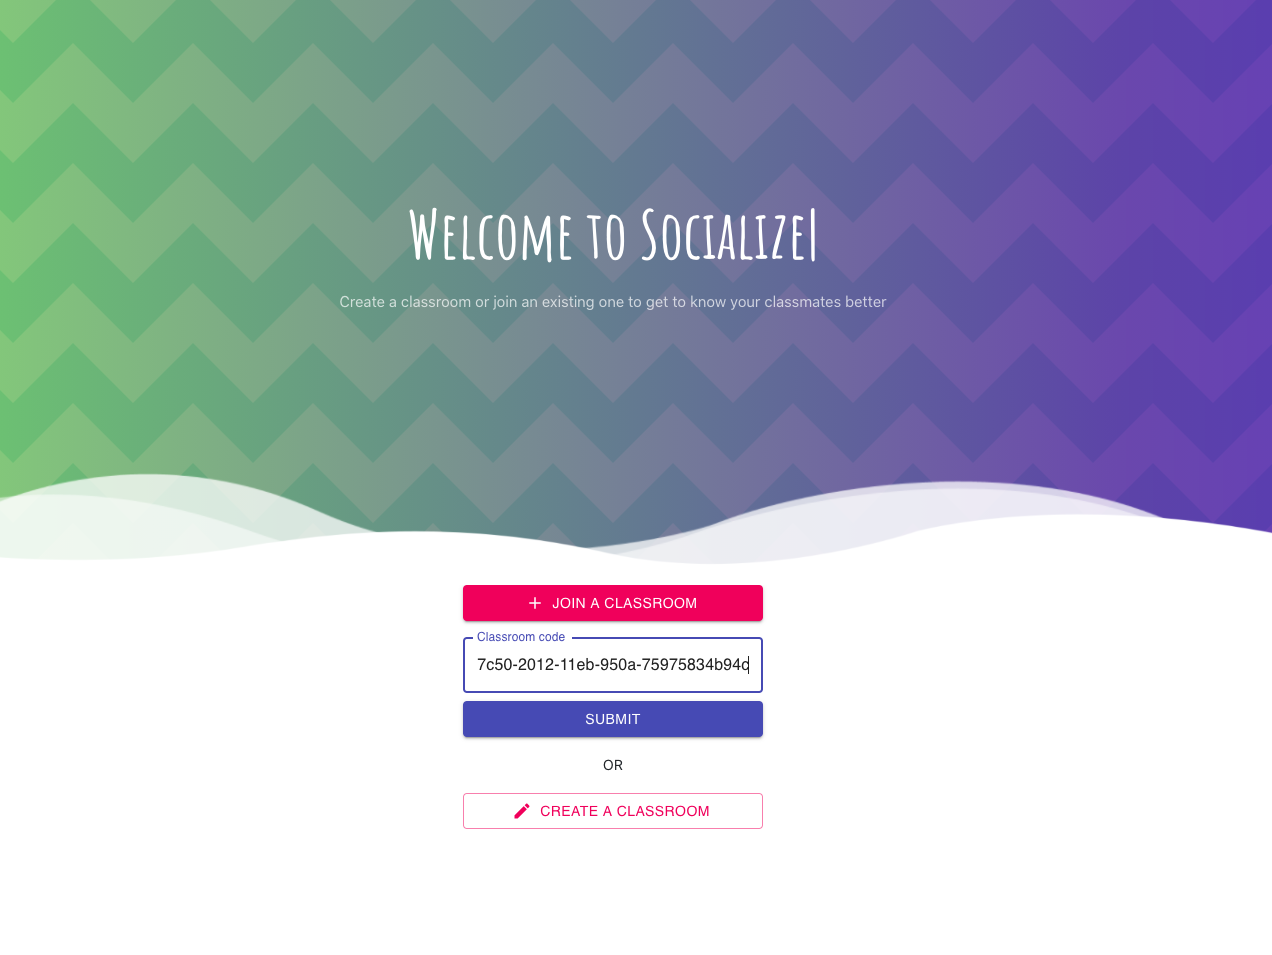 Welcome to Socialize!
Create a classroom or join an existing one to get to know your classmates better
JOIN A CLASSROOM
Classroom code
7c50-2012-11eb-950a-75975834b94c
SUBMIT
OR
CREATE A CLASSROOM